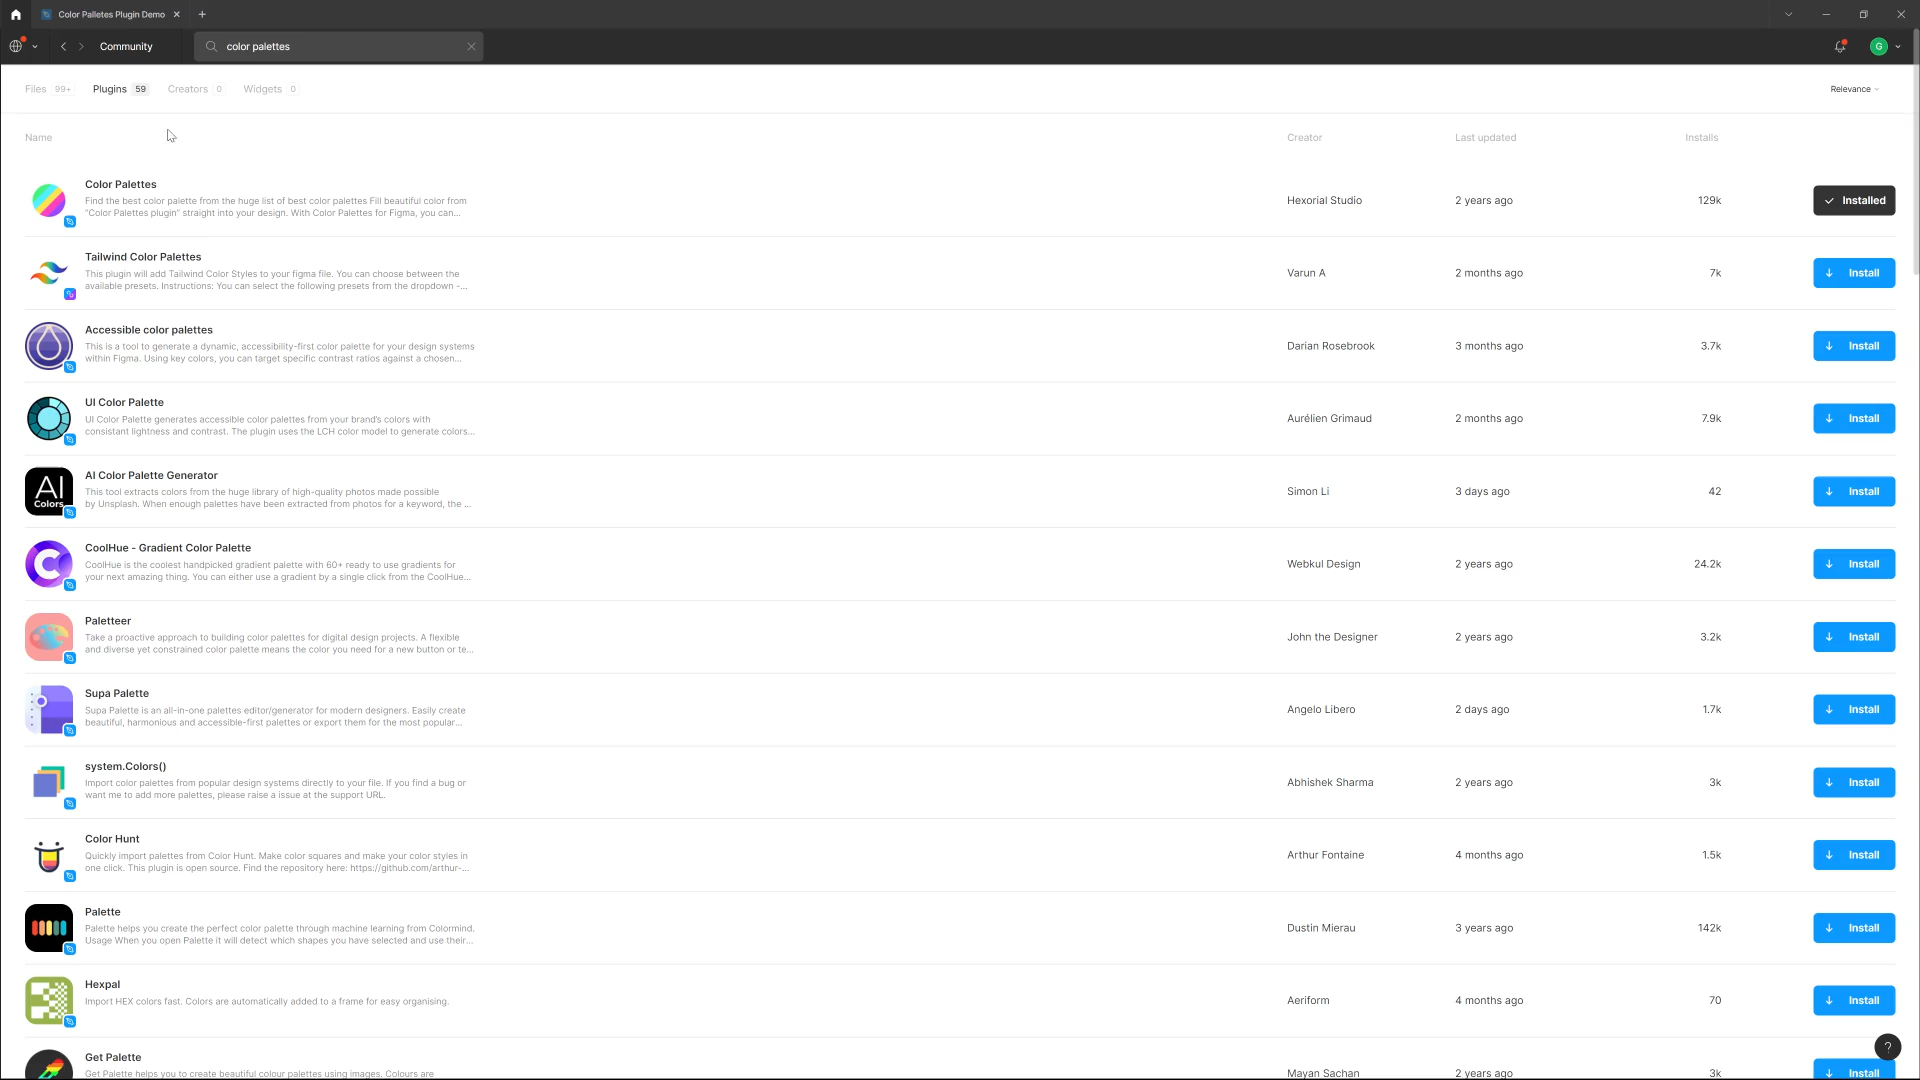 Color Palletes Plugin Demo
Community
color palettes
G
Files 99+ Plugins 59 Creators 0 Widgets 0
Relevance
Name Creator Last updated Installs
Color Palettes
Find the best color palette from the huge list of best color palettes Fill beautiful color from
"Color Palettes plugin" straight into your design. With Color Palettes for Figma, you can...
Hexorial Studio 2 years ago 129k Installed
Tailwind Color Palettes
This plugin will add Tailwind Color Styles to your figma file. You can choose between the
available presets. Instructions: You can select the following presets from the dropdown -...
Varun A 2 months ago 7k Install
Accessible color palettes
This is a tool to generate a dynamic, accessibility-first color palette for your design systems
within Figma. Using key colors, you can target specific contrast ratios against a chosen...
Darian Rosebrook 3 months ago 3.7k Install
UI Color Palette
UI Color Palette generates accessible color palettes from your brand's colors with
consistant lightness and contrast. The plugin uses the LCH color model to generate colors...
Aurélien Grimaud 2 months ago 7.9k Install
AI Colors
AI Color Palette Generator
This tool extracts colors from the huge library of high-quality photos made possible
by Unsplash. When enough palettes have been extracted from photos for a keyword, the ...
Simon Li 3 days ago 42 Install
CoolHue - Gradient Color Palette
CoolHue is the coolest handpicked gradient palette with 60+ ready to use gradients for
your next amazing thing. You can either use a gradient by a single click from the CoolHue...
Webkul Design 2 years ago 24.2k Install
Paletteer
Take a proactive approach to building color palettes for digital design projects. A flexible
and diverse yet constrained color palette means the color you need for a new button or te...
John the Designer 2 years ago 3.2k Install
Supa Palette
Supa Palette is an all-in-one palettes editor/generator for modern designers. Easily create
beautiful, harmonious and accessible-first palettes or export them for the most popular...
Angelo Libero 2 days ago 1.7k Install
system.Colors()
Import color palettes from popular design systems directly to your file. If you find a bug or
want me to add more palettes, please raise a issue at the support URL.
Abhishek Sharma 2 years ago 3k Install
Color Hunt
Quickly import palettes from Color Hunt. Make color squares and make your color styles in
one click. This plugin is open source. Find the repository here: https://github.com/arthur-...
Arthur Fontaine 4 months ago 1.5k Install
Palette
Palette helps you create the perfect color palette through machine learning from Colormind.
Usage When you open Palette it will detect which shapes you have selected and use their...
Dustin Mierau 3 years ago 142k Install
Hexpal
Import HEX colors fast. Colors are automatically added to a frame for easy organising.
Aeriform 4 months ago 70 Install
?
Get Palette
Get Palette helps you to create beautiful colour palettes using images. Colours are
Mayan Sachan 2 years ago 3k Install